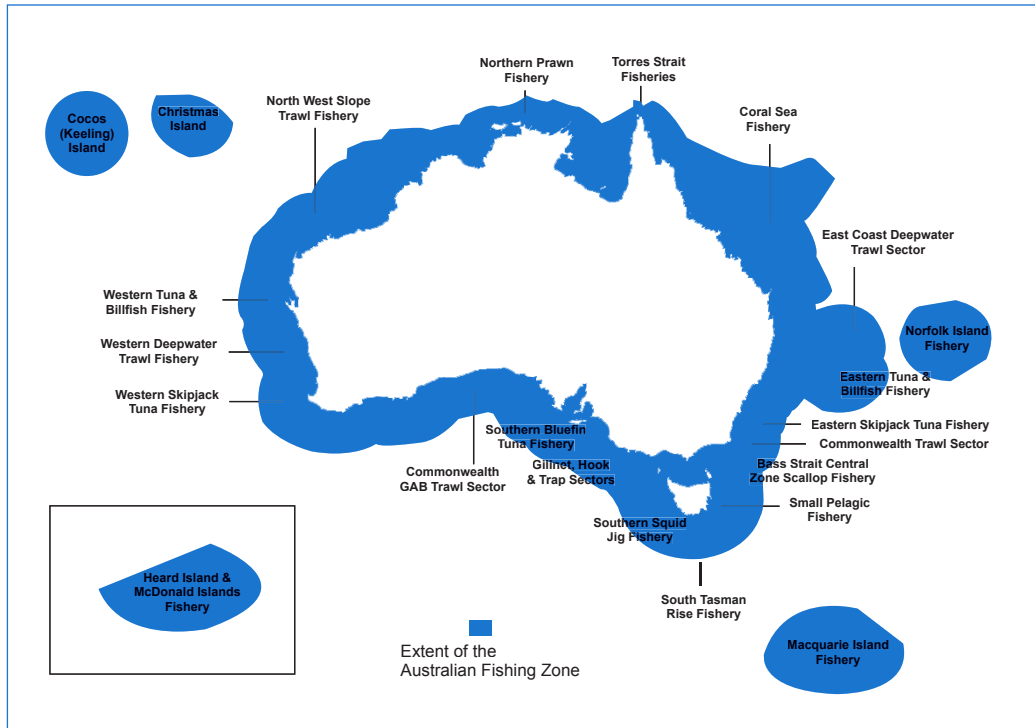 Northern Prawn
Fishery
Torres Strait
Fisheries
North West Slope
Trawl Fishery
Christmas
Island
Cocos
(Keeling)
Island
Coral Sea
Fishery
East Coast Deepwater
Trawl Sector
Western Tuna &
Billfish Fishery
Norfolk Island
Fishery
Western Deepwater
Trawl Fishery
Eastern Tuna &
Billfish Fishery
Western Skipjack
Tuna Fishery
Eastern Skipjack Tuna Fishery
Southern Bluefin
Tuna Fishery
Commonwealth Trawl Sector
Commonwealth
GAB Trawl Sector
Gillnet, Hook
& Trap Sectors
Bass Strait Central
Zone Scallop Fishery
Small Pelagic
Fishery
Southern Squid
Jig Fishery
Heard Island &
McDonald Islands
Fishery
South Tasman
Rise Fishery
Extent of the
Australian Fishing Zone
Macquarie Island
Fishery